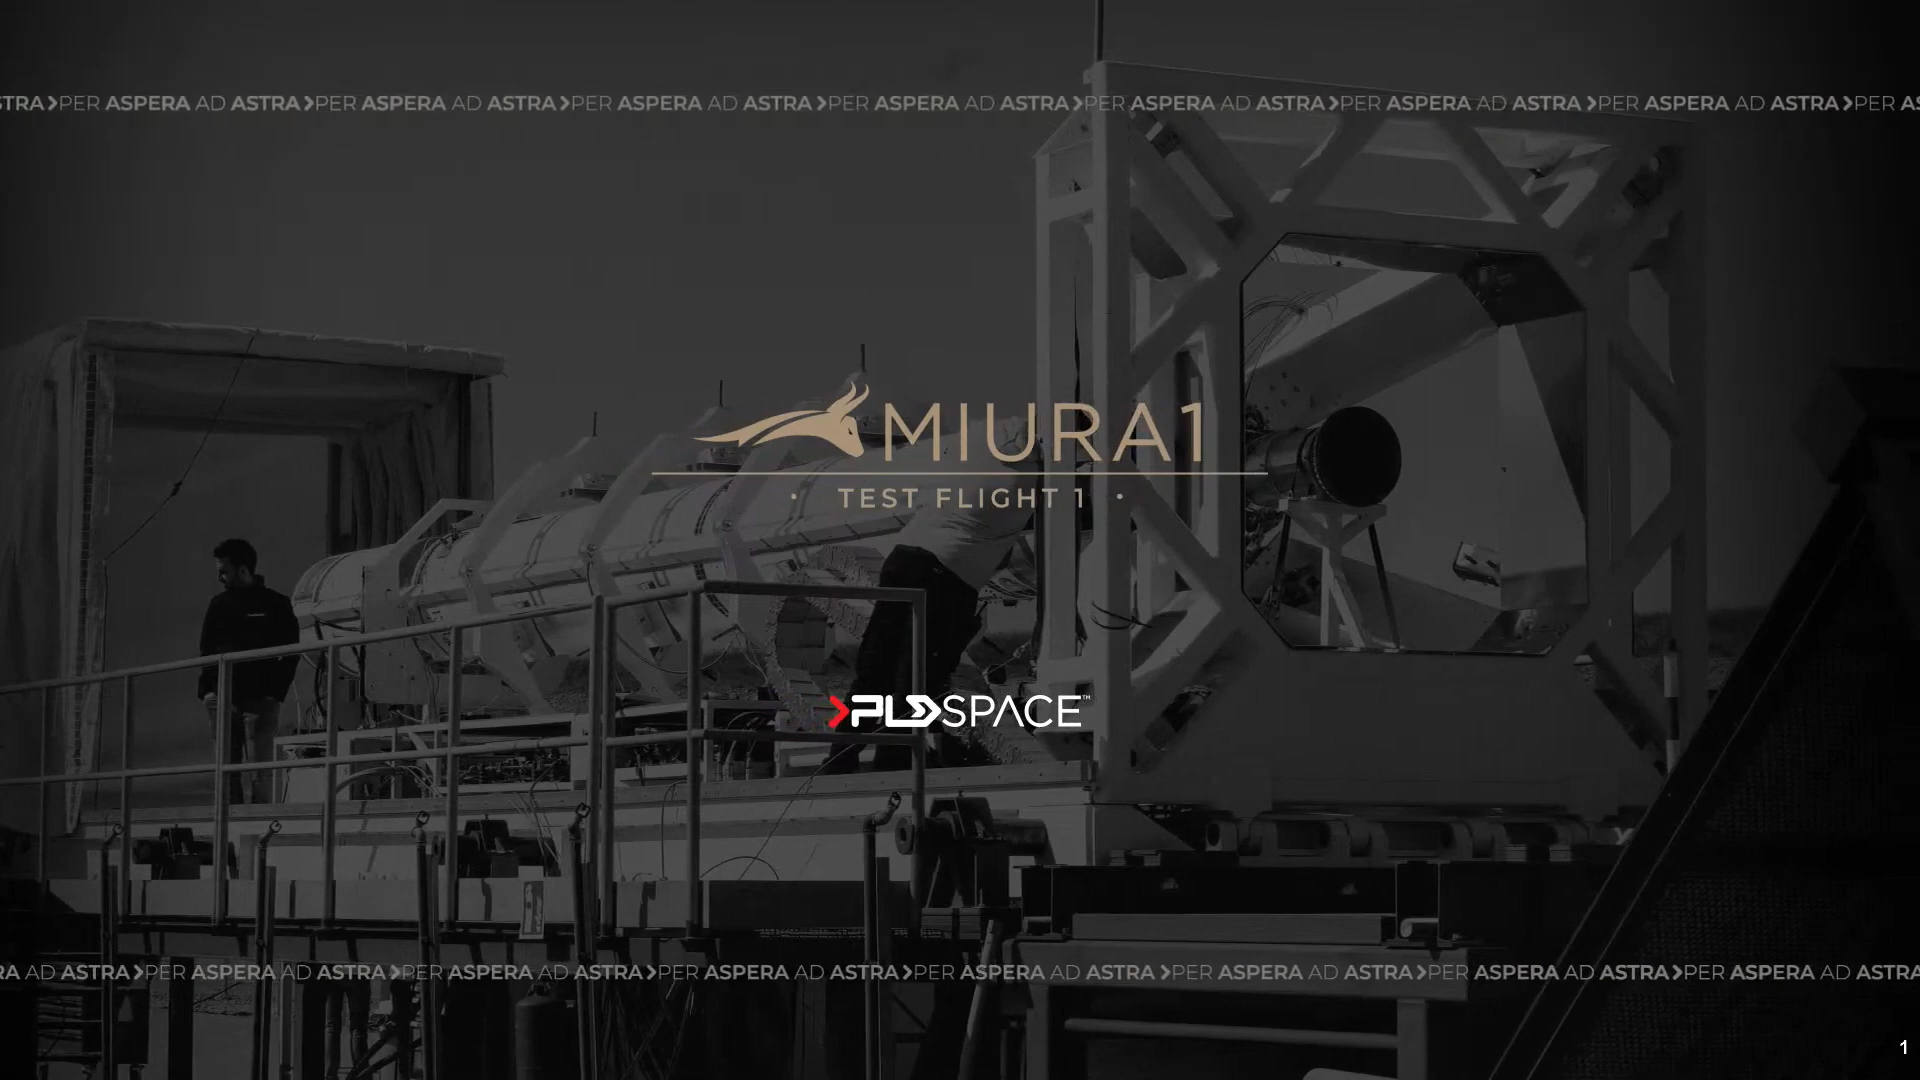 STRA PER ASPERA AD ASTRA PER ASPERA AD ASTRA PER ASPERA AD ASTRA PER ASPERA AD ASTRA PER ASPERA AD ASTRA PER ASPERA AD ASTRA PER ASPERA AD ASTRA PER AS
MIURA1
· TEST FLIGHT 1 ·
PLD SPACE™
RA AD ASTRA PER ASPERA AD ASTRA PER ASPERA AD ASTRA PER ASPERA AD ASTRA PER ASPERA AD ASTRA PER ASPERA AD ASTRA PER ASPERA AD ASTRA PER ASPERA AD ASTRA
1